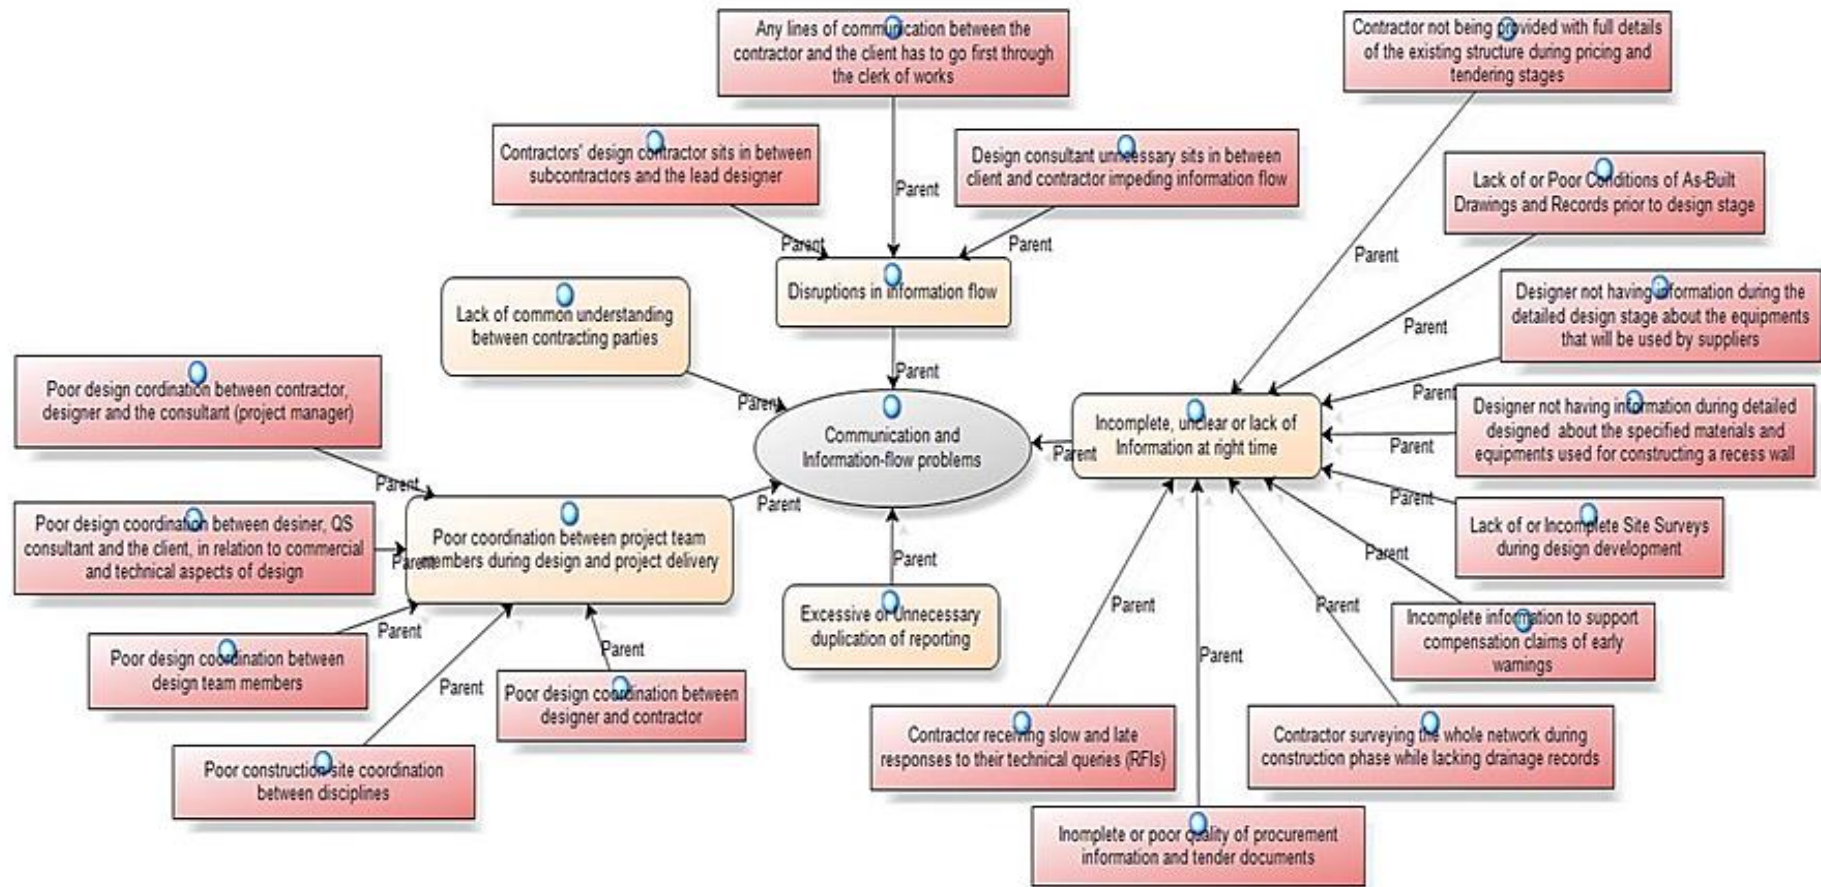 Any lines of communication between the
contractor and the client has to go first through
the clerk of works
Contractor not being provided with full details
of the existing structure during pricing and
tendering stages
Contractors' design contractor sits in between
subcontractors and the lead designer
Parent
Design consultant unncessary sits in between
client and contractor impeding information flow
Lack of or Poor Conditions of As-Built
Drawings and Records prior to design stage
Parent
Parent
Parent
Disruptions in information flow
Lack of common understanding
between contracting parties
Designer not having information during the
detailed design stage about the equipments
that will be used by suppliers
Parent
Poor design cordination between contractor,
designer and the consultant (project manager)
Parent
Parent
Parent
Communication and
Information-flow problems
Incomplete, unclear or lack of
Information at right time
Parent
Parent
Designer not having information during detailed
designed about the specified materials and
equipments used for constructing a recess wall
Parent
Parent
Parent
Poor design coordination between desiner, QS
consultant and the client, in relation to commercial
and technical aspects of design
Parent
Poor coordination between project team
members during design and project delivery
Lack of or Incomplete Site Surveys
during design development
Parent
Parent
Excessive or Unnecessary
duplication of reporting
Parent
Parent
Incomplete information to support
compensation claims of early
warnings
Parent
Poor design coordination between
design team members
Parent
Parent
Parent
Poor design coordination between
designer and contractor
Contractor receiving slow and late
responses to their technical queries (RFIs)
Contractor surveying the whole network during
construction phase while lacking drainage records
Poor construction site coordination
between disciplines
Inomplete or poor quality of procurement
information and tender documents